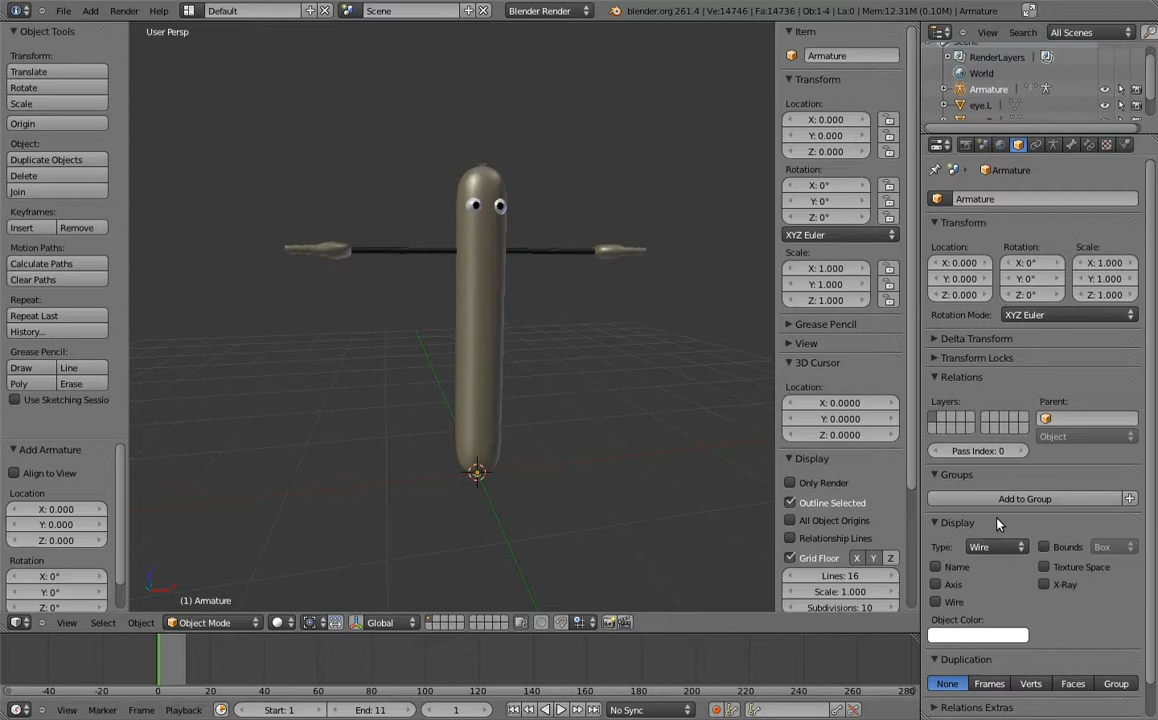 File Add Render Help Default Scene Blender Render blender.org 261.4 | Ve:14746 | Fa:14736 | Ob:1-4 | La:0 | Mem:12.31M (0.10M) | Armature
View Search All Scenes
RenderLayers
World
Armature
eye.L
Object Tools
Transform:
Translate
Rotate
Scale
Origin
Object:
Duplicate Objects
Delete
Join
Keyframes:
Insert Remove
Motion Paths:
Calculate Paths
Clear Paths
Repeat:
Repeat Last
History...
Grease Pencil:
Draw Line
Poly Erase
Use Sketching Sessio
Add Armature
Align to View
Location
X: 0.000
Y: 0.000
Z: 0.000
Rotation
X: 0°
Y: 0°
Z: 0°
User Persp
(1) Armature
Item
Armature
Transform
Location:
X: 0.000
Y: 0.000
Z: 0.000
Rotation:
X: 0°
Y: 0°
Z: 0°
XYZ Euler
Scale:
X: 1.000
Y: 1.000
Z: 1.000
Grease Pencil
View
3D Cursor
Location:
X: 0.0000
Y: 0.0000
Z: 0.0000
Display
Only Render
Outline Selected
All Object Origins
Relationship Lines
Grid Floor X Y Z
Lines: 16
Scale: 1.000
Subdivisions: 10
Armature
Armature
Transform
Location: Rotation: Scale:
X: 0.000 X: 0° X: 1.000
Y: 0.000 Y: 0° Y: 1.000
Z: 0.000 Z: 0° Z: 1.000
Rotation Mode: XYZ Euler
Delta Transform
Transform Locks
Relations
Layers: Parent:
Object
Pass Index: 0
Groups
Add to Group
Display
Type: Wire Bounds Box
Name Texture Space
Axis X-Ray
Wire
Object Color:
Duplication
None Frames Verts Faces Group
Relations Extras
View Select Object Object Mode Global
-40 -20 0 20 40 60 80 100 120 140 160 180 200 220 240 260 280
View Marker Frame Playback Start: 1 End: 11 1 No Sync